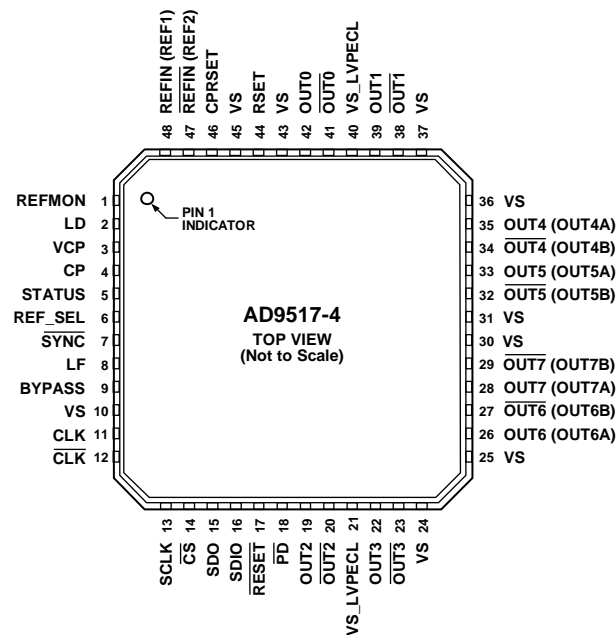 48 REFIN (REF1)
47 REFIN (REF2)
46 CPRSET
45 VS
44 RSET
43 VS
42 OUT0
41 OUT0
40 VS_LVPECL
39 OUT1
38 OUT1
37 VS
REFMON 1
LD 2
VCP 3
CP 4
STATUS 5
REF_SEL 6
SYNC 7
LF 8
BYPASS 9
VS 10
CLK 11
CLK 12
PIN 1
INDICATOR
AD9517-4
TOP VIEW
(Not to Scale)
36 VS
35 OUT4 (OUT4A)
34 OUT4 (OUT4B)
33 OUT5 (OUT5A)
32 OUT5 (OUT5B)
31 VS
30 VS
29 OUT7 (OUT7B)
28 OUT7 (OUT7A)
27 OUT6 (OUT6B)
26 OUT6 (OUT6A)
25 VS
SCLK 13
CS 14
SDO 15
SDIO 16
RESET 17
PD 18
OUT2 19
OUT2 20
VS_LVPECL 21
OUT3 22
OUT3 23
VS 24